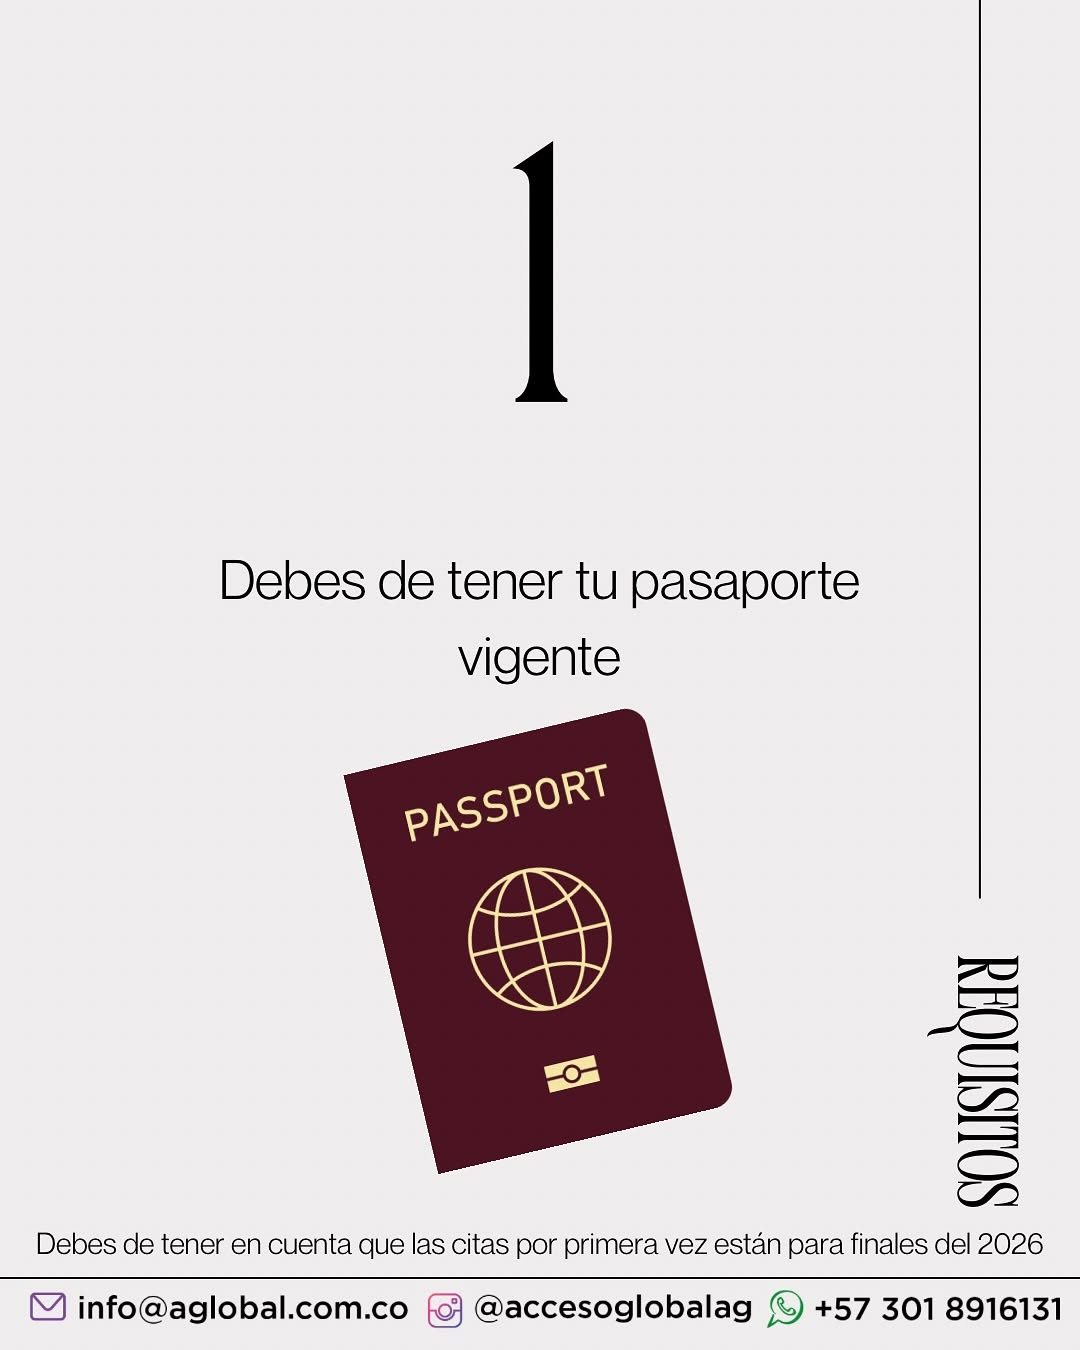 1
Debes de tener tu pasaporte
vigente
PASSPORT
REQUISITOS
Debes de tener en cuenta que las citas por primera vez están para finales del 2026
info@aglobal.com.co @accesoglobalag +57 301 8916131